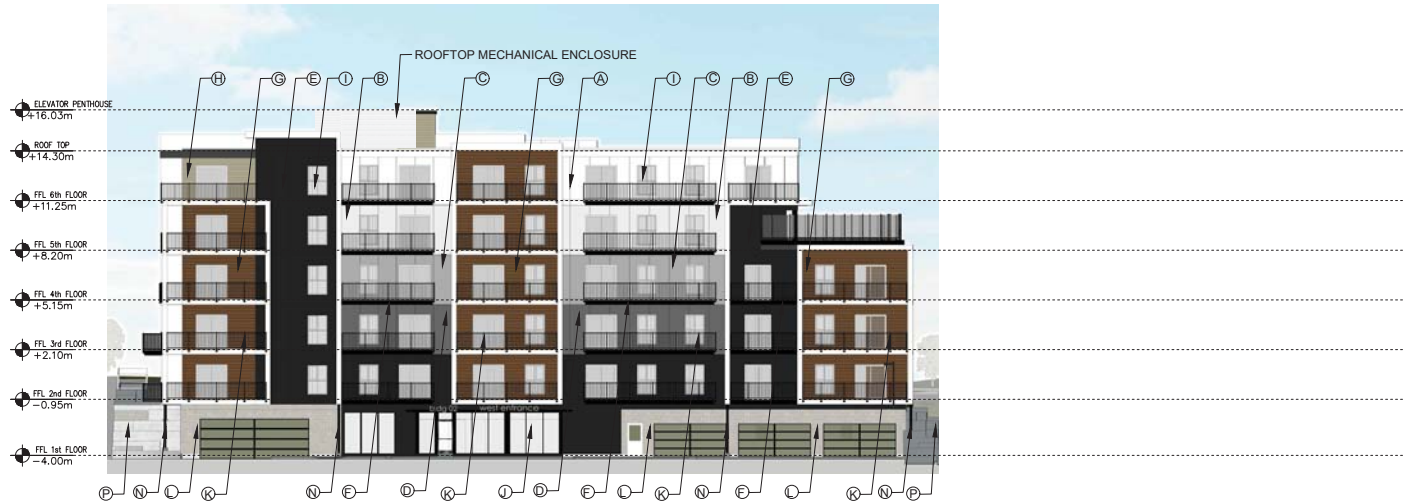 ROOFTOP MECHANICAL ENCLOSURE
H G E I B C G A I C B E G
ELEVATOR PENTHOUSE
+16.03m
ROOF TOP
+14.30m
FFL 6th FLOOR
+11.25m
FFL 5th FLOOR
+8.20m
FFL 4th FLOOR
+5.15m
FFL 3rd FLOOR
+2.10m
FFL 2nd FLOOR
-0.95m
bldg 02 west entrance
FFL 1st FLOOR
-4.00m
P N L K N F D K J D F L K N F L K N P